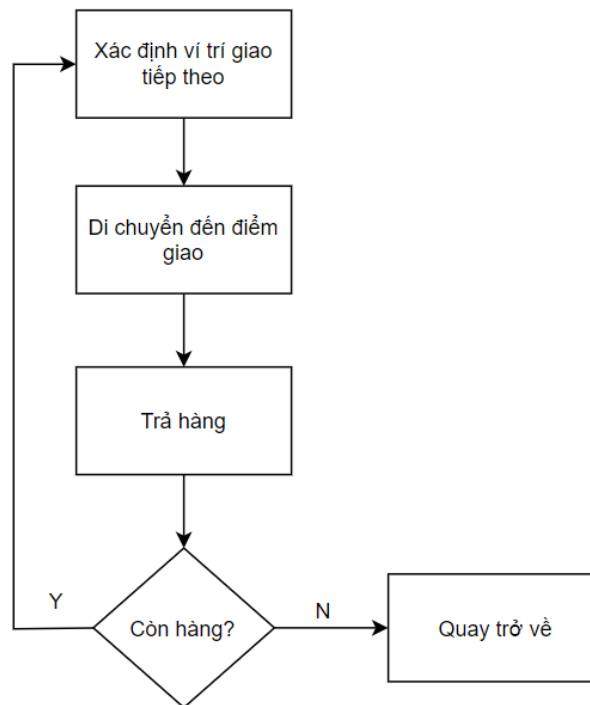 Xác định ví trí giao
tiếp theo
Di chuyển đến điểm
giao
Trả hàng
Y
Còn hàng?
N
Quay trở về